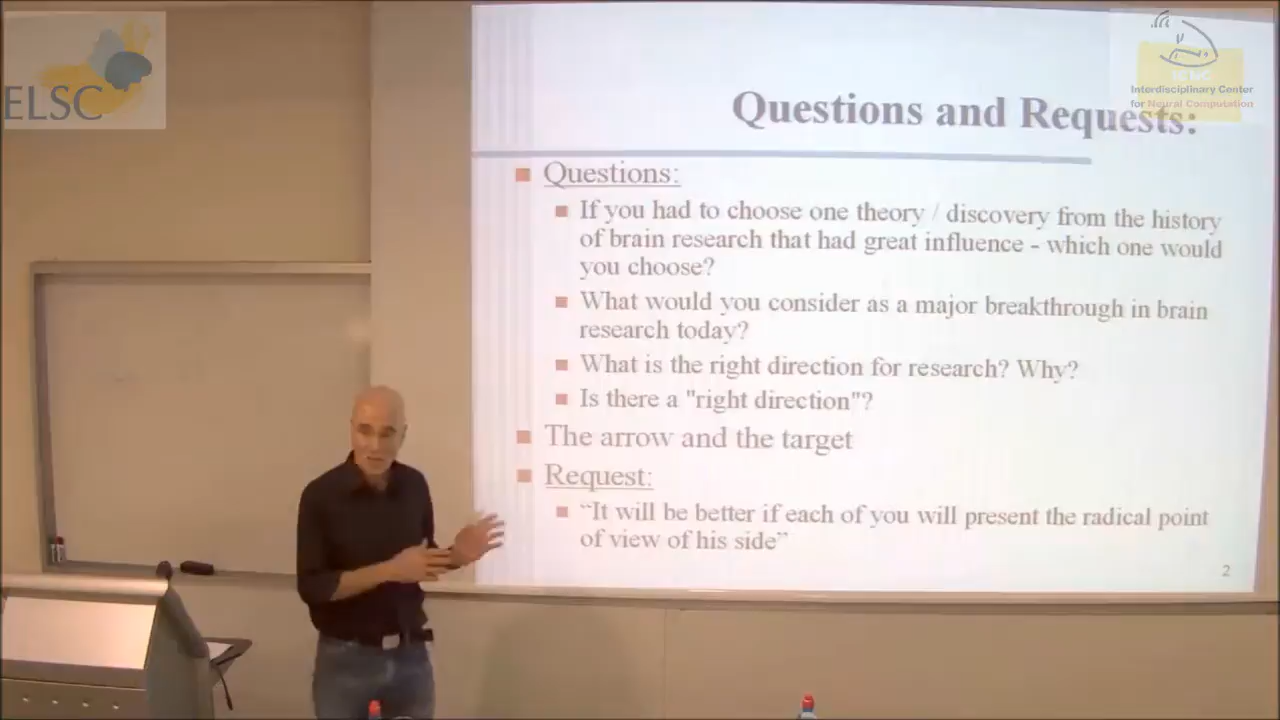 ELSC
Interdisciplinary Center
for Neural Computation
Questions and Requests:
Questions:
If you had to choose one theory / discovery from the history
of brain research that had great influence - which one would
you choose?
What would you consider as a major breakthrough in brain
research today?
What is the right direction for research? Why?
Is there a "right direction"?
The arrow and the target
Request:
“It will be better if each of you will present the radical point
of view of his side”
2